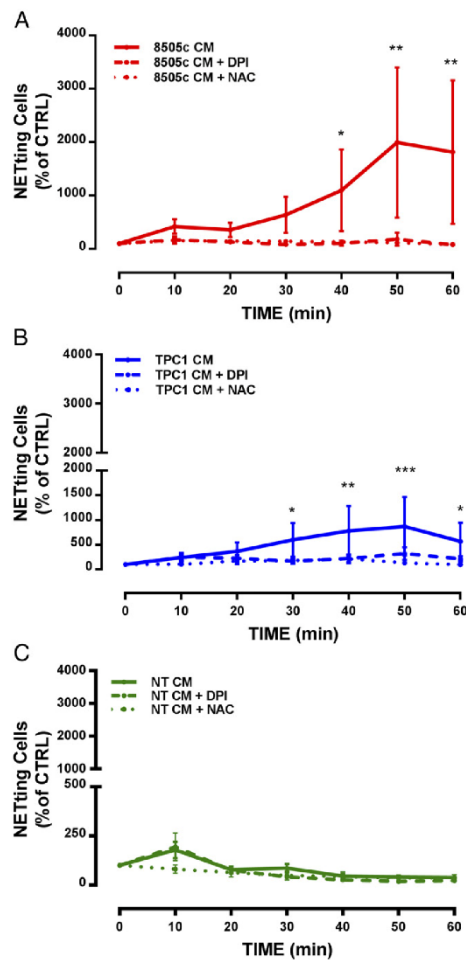 A
8505c CM
8505c CM + DPI
8505c CM + NAC
NETting Cells
(% of CTRL)
4000
3000
2000
1000
0
*
**
**
0 10 20 30 40 50 60
TIME (min)
B
TPC1 CM
TPC1 CM + DPI
TPC1 CM + NAC
NETting Cells
(% of CTRL)
4000
3000
2000
2000
1500
1000
500
0
*
**
***
*
0 10 20 30 40 50 60
TIME (min)
C
NT CM
NT CM + DPI
NT CM + NAC
NETting Cells
(% of CTRL)
4000
3000
2000
1000
500
250
0
0 10 20 30 40 50 60
TIME (min)